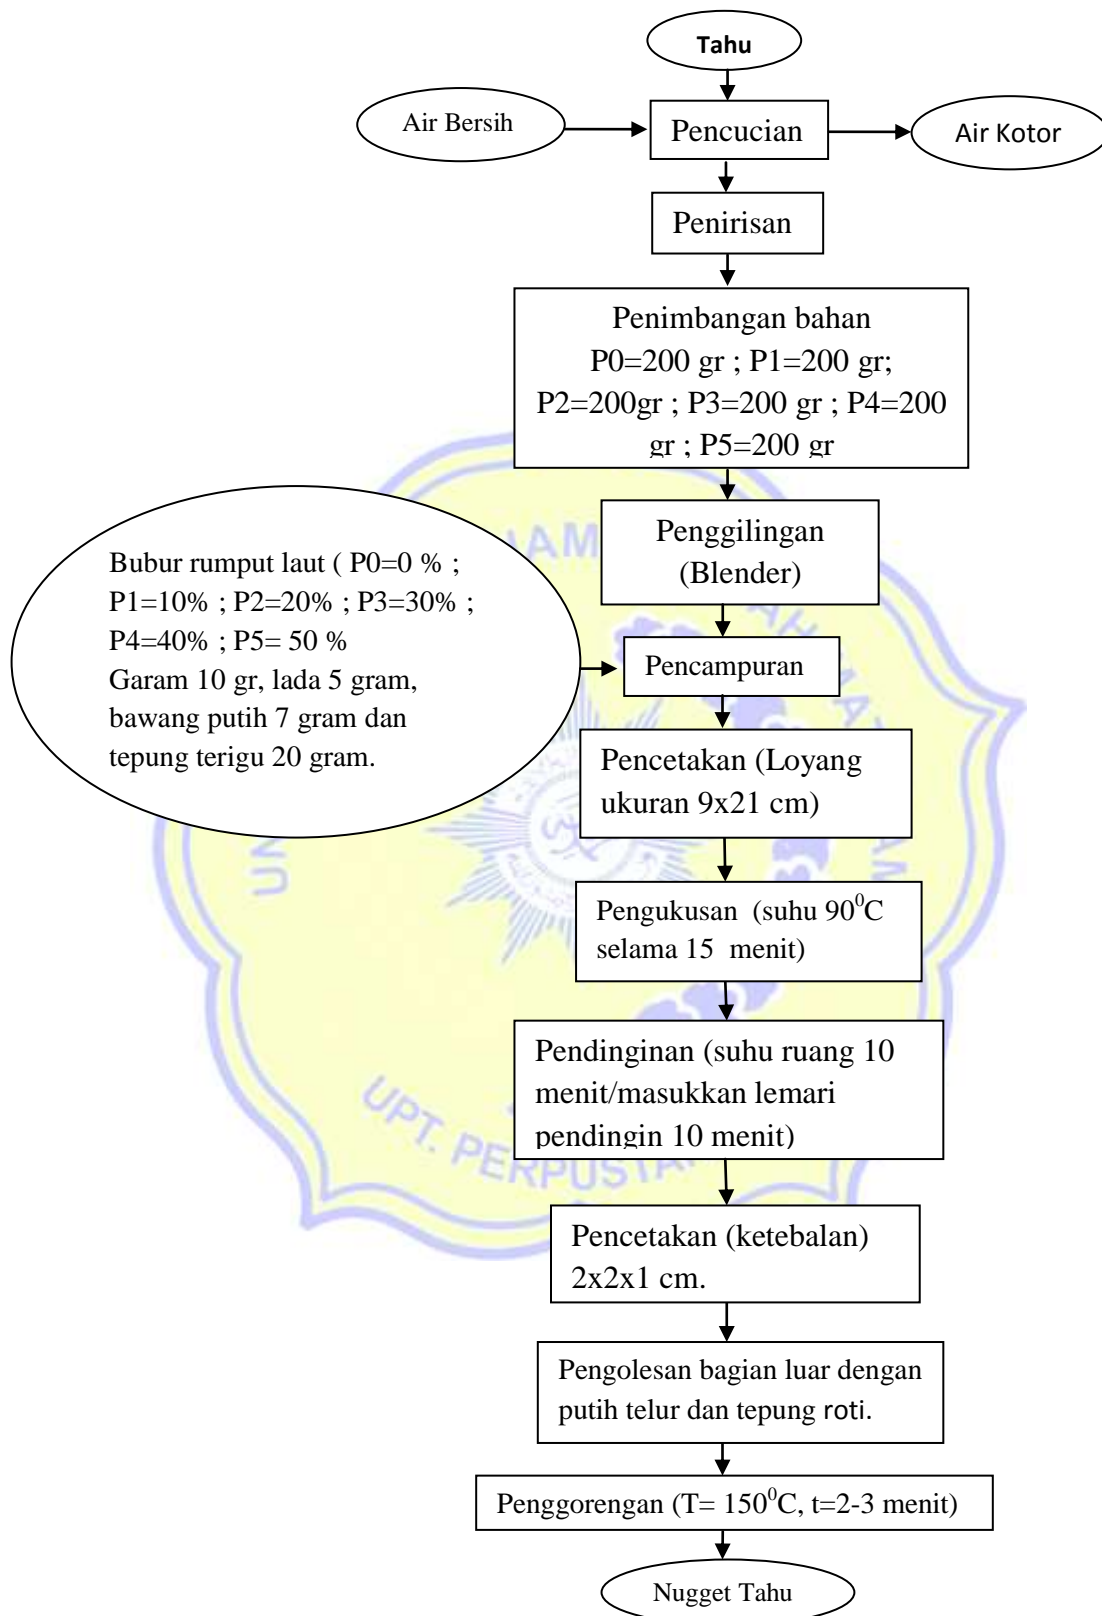 Tahu
Air Bersih
Pencucian
Air Kotor
Penirisan
Penimbangan bahan
P0=200 gr ; P1=200 gr;
P2=200gr ; P3=200 gr ; P4=200
gr ; P5=200 gr
Penggilingan
(Blender)
Bubur rumput laut ( P0=0 % ;
P1=10% ; P2=20% ; P3=30% ;
P4=40% ; P5= 50 %
Garam 10 gr, lada 5 gram,
bawang putih 7 gram dan
tepung terigu 20 gram.
Pencampuran
Pencetakan (Loyang
ukuran 9x21 cm)
Pengukusan (suhu 90⁰C
selama 15 menit)
Pendinginan (suhu ruang 10
menit/masukkan lemari
pendingin 10 menit)
UPT. PERPUSTA
Pencetakan (ketebalan)
2x2x1 cm.
Pengolesan bagian luar dengan
putih telur dan tepung roti.
Penggorengan (T= 150⁰C, t=2-3 menit)
Nugget Tahu